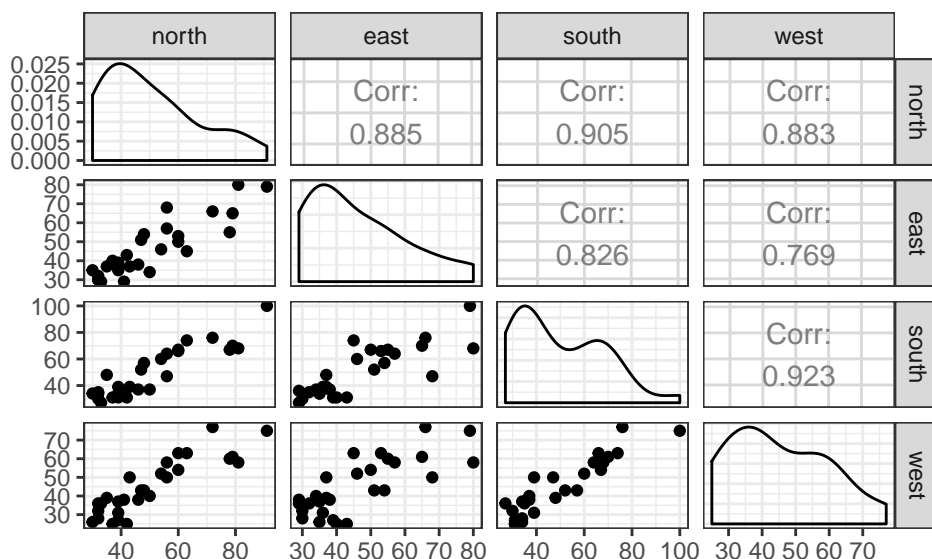 north east south west
0.025
0.020
0.015
0.010
0.005
0.000
Corr:
0.885
Corr:
0.905
Corr:
0.883
north
80
70
60
50
40
30
Corr:
0.826
Corr:
0.769
east
100
80
60
40
Corr:
0.923
south
70
60
50
40
30
west
40 60 80
30 40 50 60 70 80
40 60 80 100
30 40 50 60 70